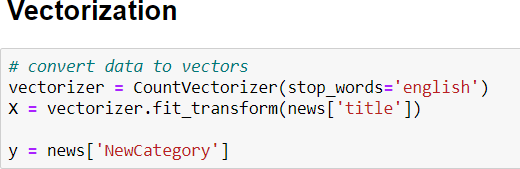 Vectorization
# convert data to vectors
vectorizer = CountVectorizer(stop_words='english')
X = vectorizer.fit_transform(news['title'])
y = news['NewCategory']